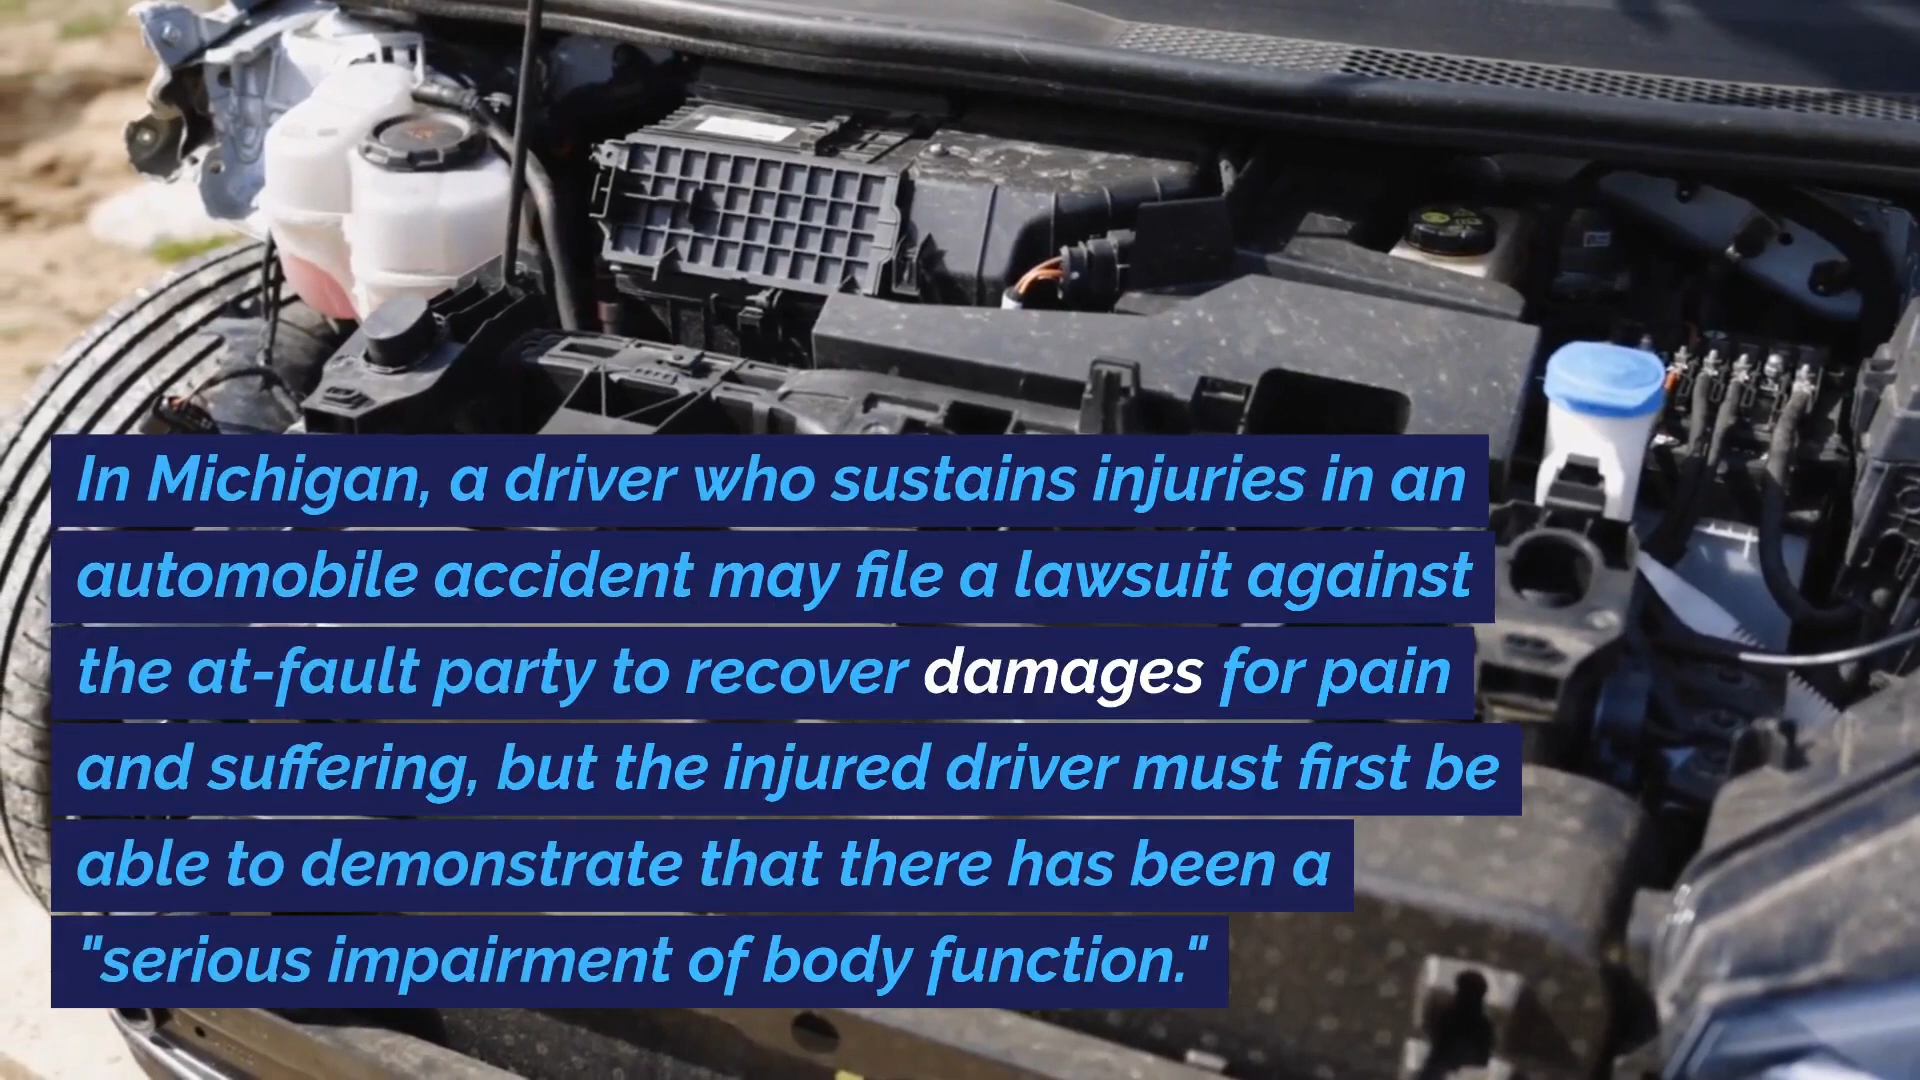 In Michigan, a driver who sustains injuries in an
automobile accident may file a lawsuit against
the at-fault party to recover damages for pain
and suffering, but the injured driver must first be
able to demonstrate that there has been a
"serious impairment of body function."